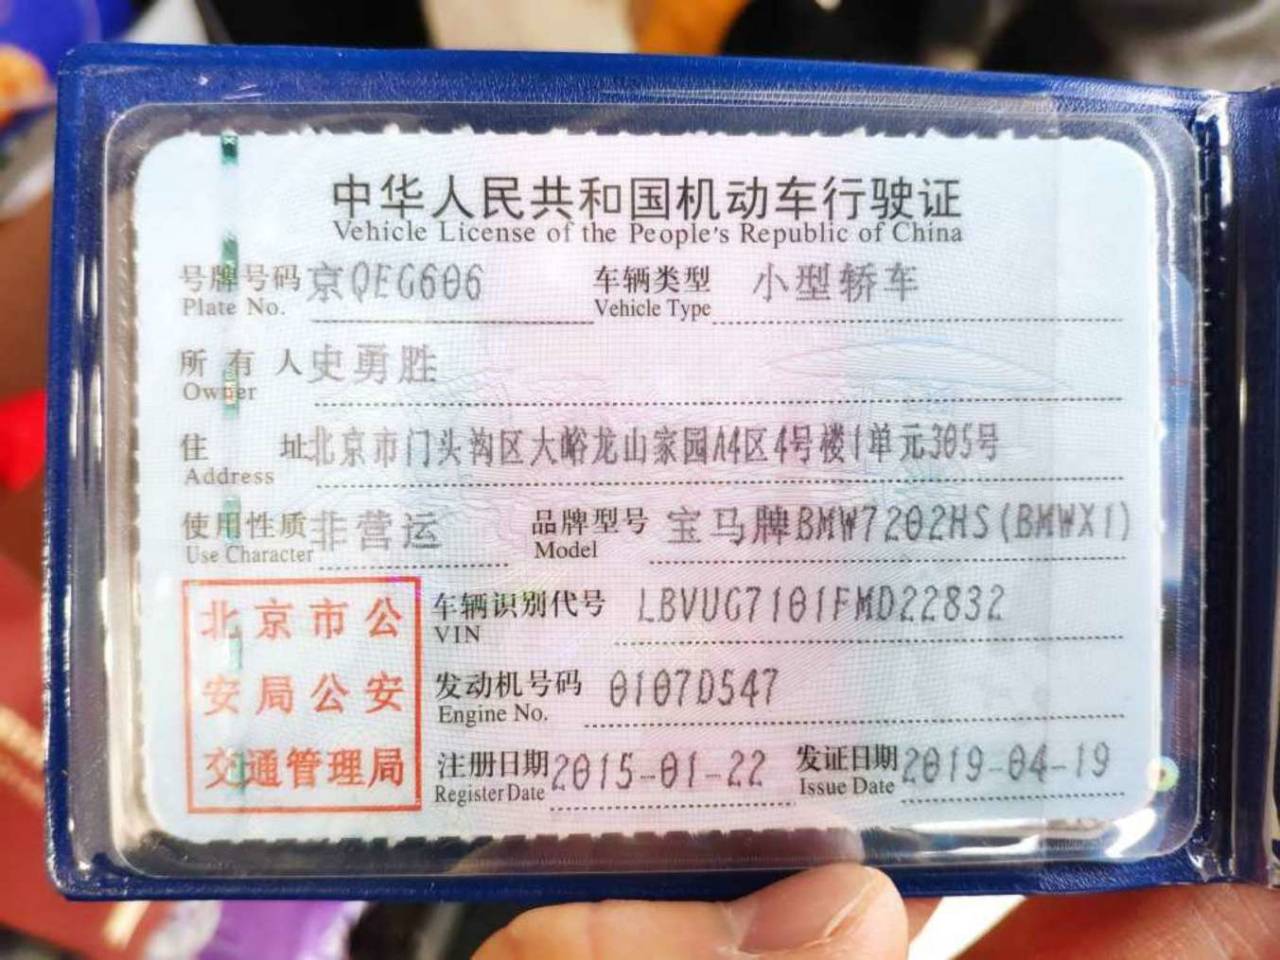 中华人民共和国机动车行驶证
Vehicle License of the People's Republic of China
号牌号码 京QEG606 车辆类型 小型轿车
Plate No. Vehicle Type
所有人 史勇胜
Owner
住址 北京市门头沟区大峪龙山家园A4区4号楼1单元305号
Address
使用性质 非营运 品牌型号 宝马牌BMW7202HS(BMWX1)
Use Character Model
北京市公
安局公安
交通管理局
车辆识别代号 LBVUG7101FMD22832
VIN
发动机号码 0107D547
Engine No.
注册日期 2015-01-22 发证日期 2019-04-19
Register Date Issue Date